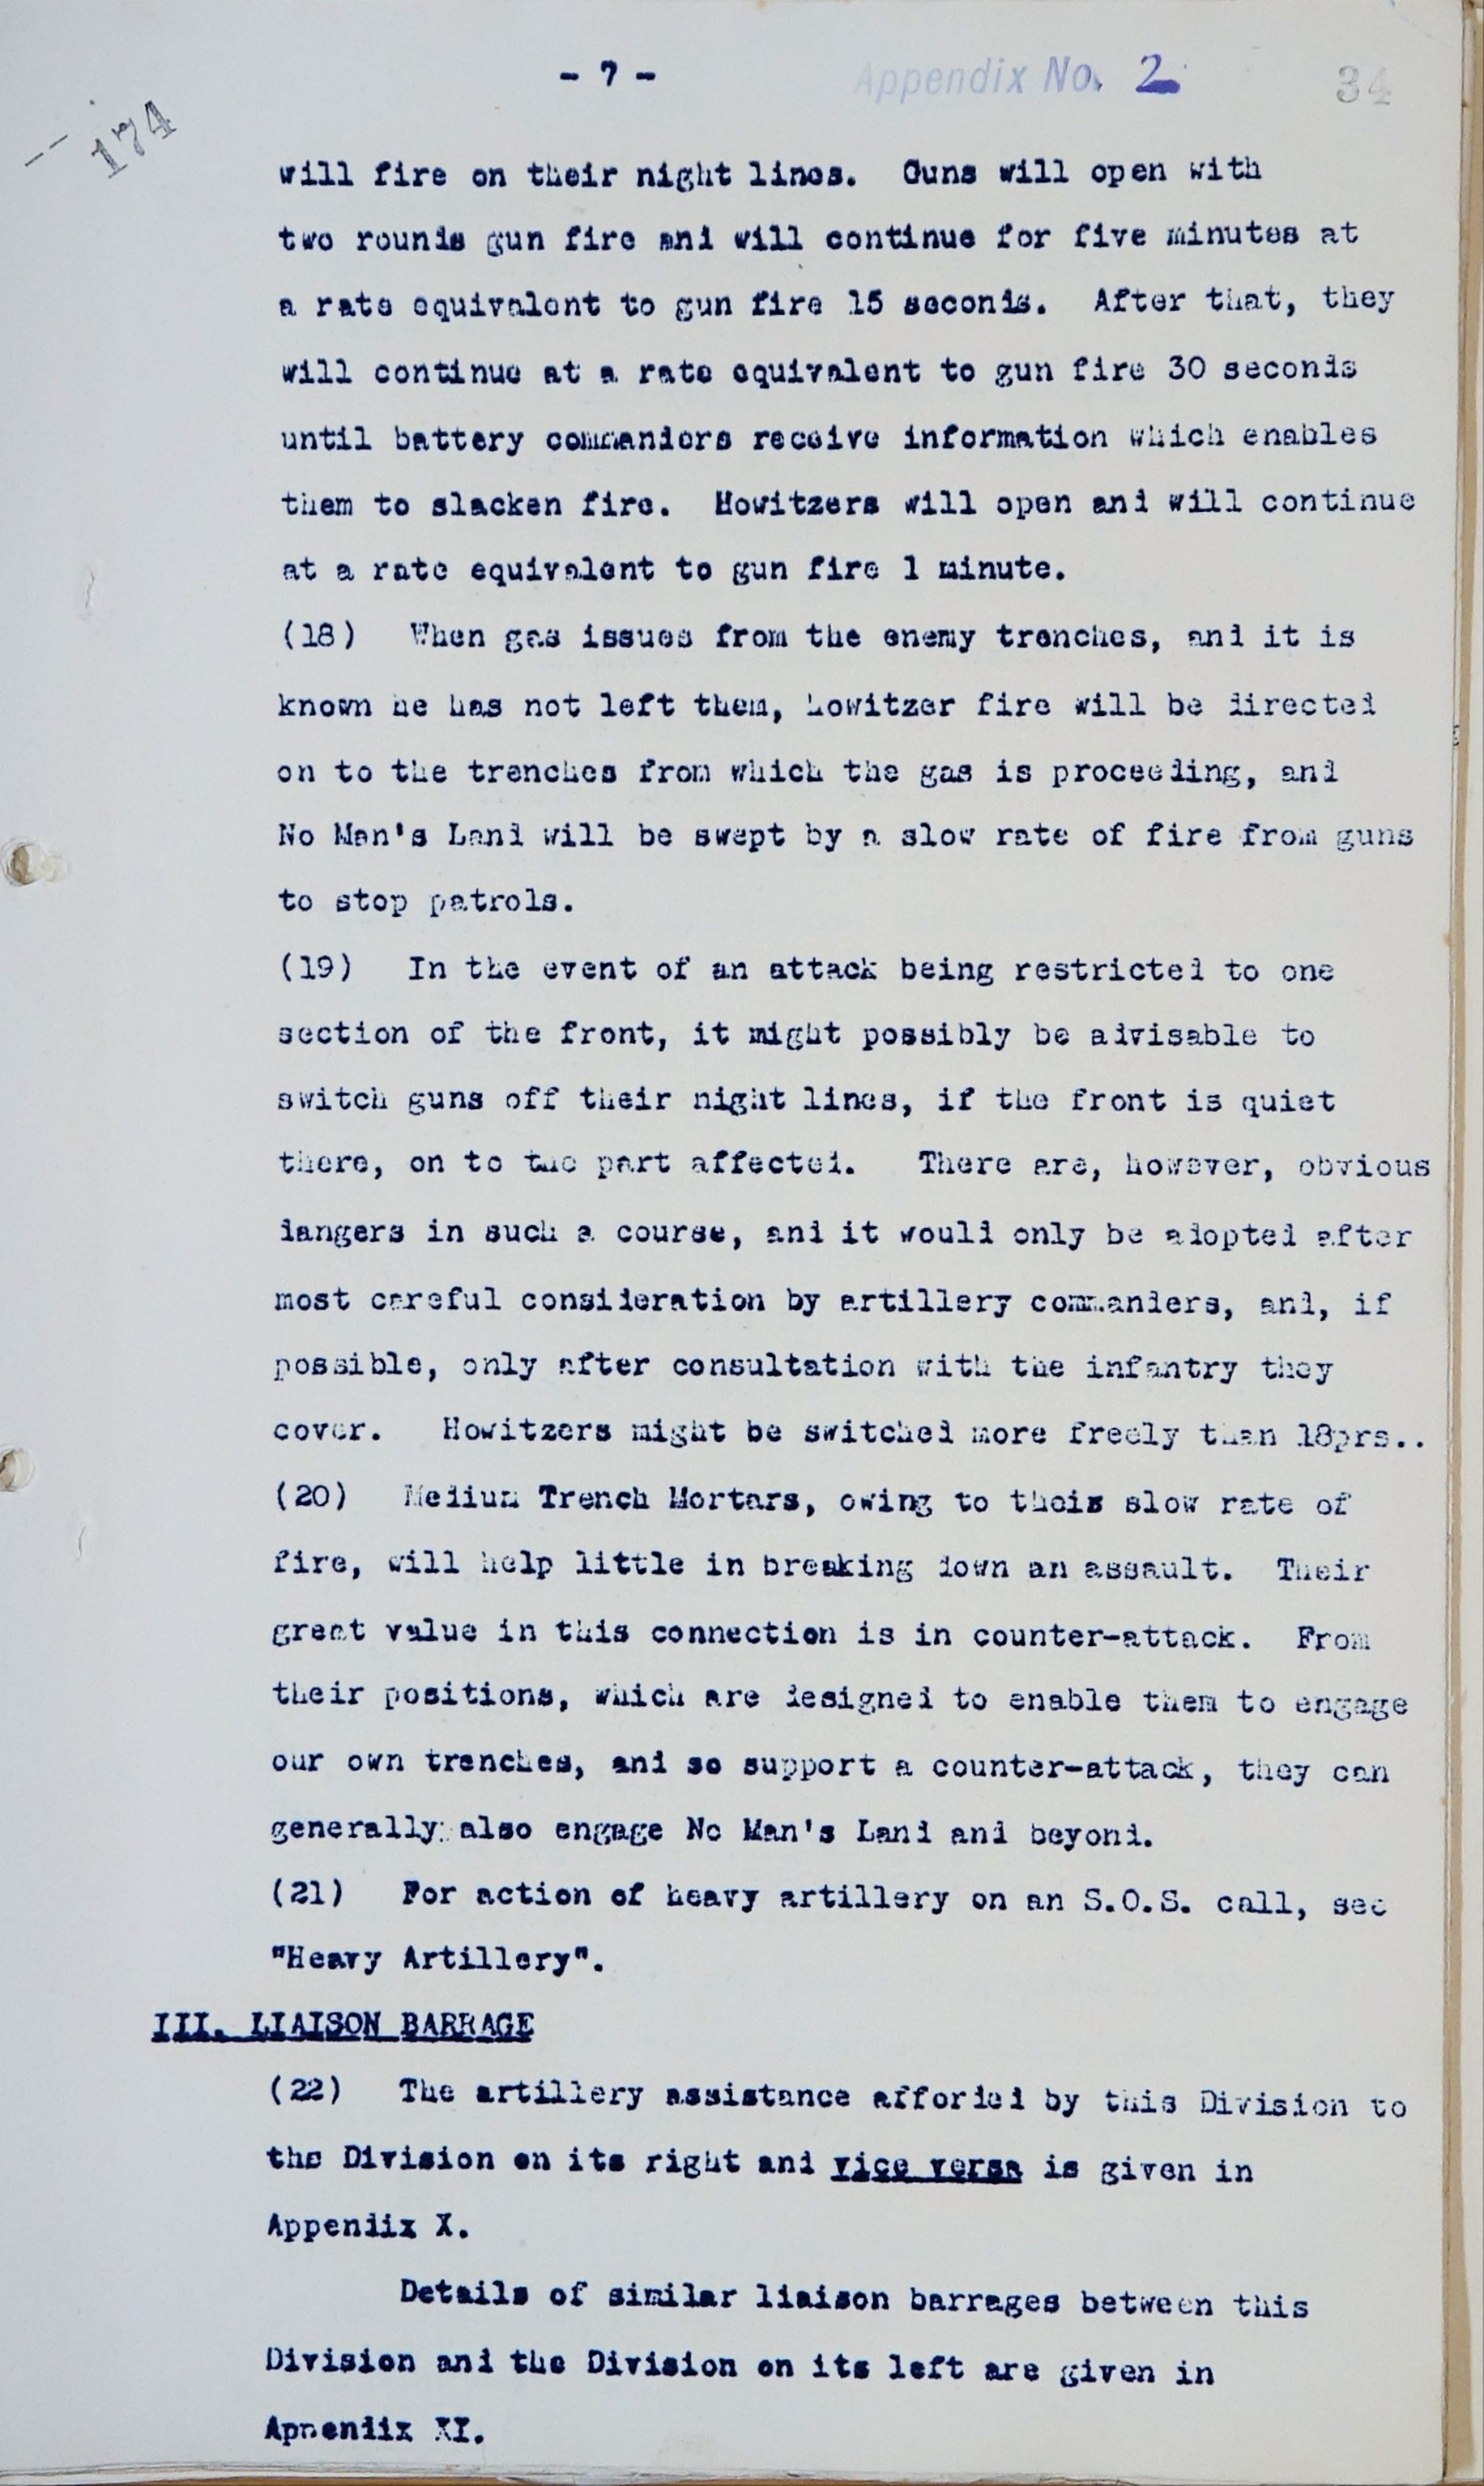 - 7 -
Appendix No. 2
34
174
will fire on their night lines. Guns will open with
two rounds gun fire and will continue for five minutes at
a rate equivalent to gun fire 15 seconds. After that, they
will continue at a rate equivalent to gun fire 30 seconds
until battery commanders receive information which enables
them to slacken fire. Howitzers will open and will continue
at a rate equivalent to gun fire 1 minute.
(18) When gas issues from the enemy trenches, and it is
known he has not left them, howitzer fire will be directed
on to the trenches from which the gas is proceeding, and
No Man's Land will be swept by a slow rate of fire from guns
to stop patrols.
(19) In the event of an attack being restricted to one
section of the front, it might possibly be advisable to
switch guns off their night lines, if the front is quiet
there, on to the part affected. There are, however, obvious
dangers in such a course, and it would only be adopted after
most careful consideration by artillery commanders, and, if
possible, only after consultation with the infantry they
cover. Howitzers might be switched more freely than 18prs..
(20) Medium Trench Mortars, owing to their slow rate of
fire, will help little in breaking down an assault. Their
great value in this connection is in counter-attack. From
their positions, which are designed to enable them to engage
our own trenches, and so support a counter-attack, they can
generally also engage No Man's Land and beyond.
(21) For action of heavy artillery on an S.O.S. call, see
"Heavy Artillery".
III. LIAISON BARRAGE
(22) The artillery assistance afforded by this Division to
the Division on its right and vice versa is given in
Appendix X.
Details of similar liaison barrages between this
Division and the Division on its left are given in
Appendix XI.